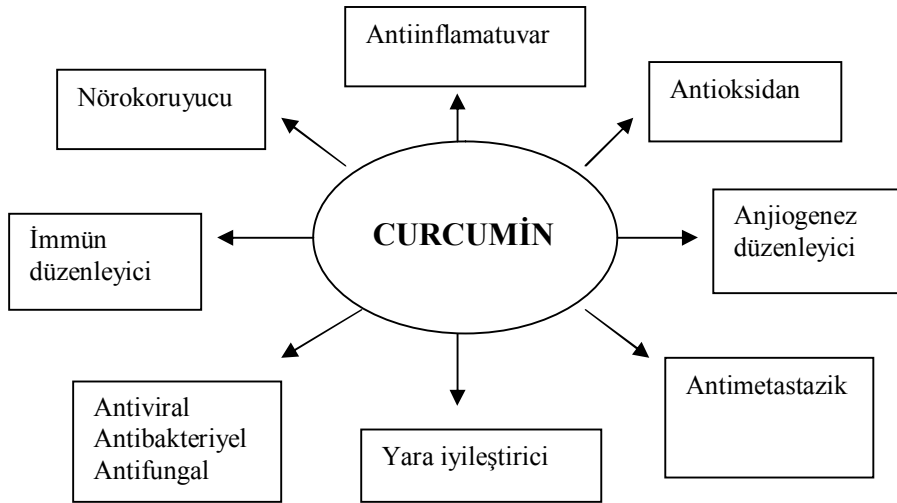 Antiinflamatuvar
Nörokoruyucu
Antioksidan
CURCUMİN
İmmün
düzenleyici
Anjiogenez
düzenleyici
Antiviral
Antibakteriyel
Antifungal
Yara iyileştirici
Antimetastazik